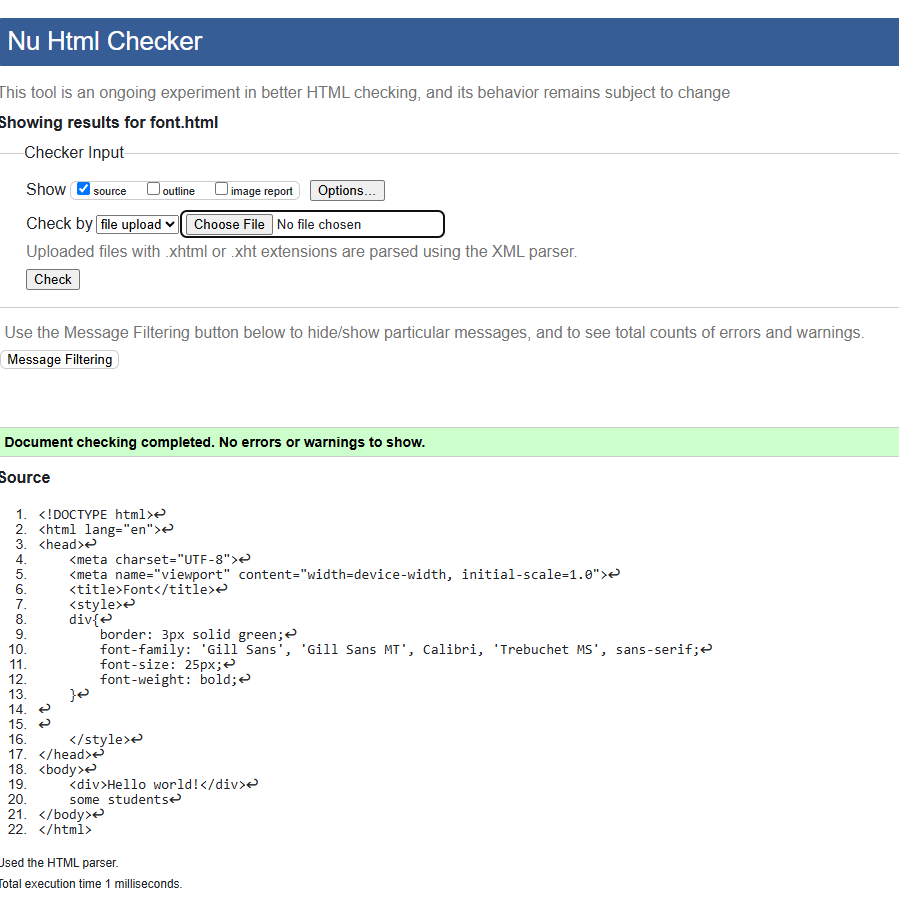 Nu Html Checker
This tool is an ongoing experiment in better HTML checking, and its behavior remains subject to change
Showing results for font.html
Checker Input
Show source outline image report Options...
Check by file upload Choose File No file chosen
Uploaded files with .xhtml or .xht extensions are parsed using the XML parser.
Check
Use the Message Filtering button below to hide/show particular messages, and to see total counts of errors and warnings.
Message Filtering
Document checking completed. No errors or warnings to show.
Source
1. <!DOCTYPE html>↩
2. <html lang="en">↩
3. <head>↩
4.     <meta charset="UTF-8">↩
5.     <meta name="viewport" content="width=device-width, initial-scale=1.0">↩
6.     <title>Font</title>↩
7.     <style>↩
8.     div{↩
9.         border: 3px solid green;↩
10.         font-family: 'Gill Sans', 'Gill Sans MT', Calibri, 'Trebuchet MS', sans-serif;↩
11.         font-size: 25px;↩
12.         font-weight: bold;↩
13.     }↩
14. ↩
15. ↩
16.     </style>↩
17. </head>↩
18. <body>↩
19.     <div>Hello world!</div>↩
20.     some students↩
21. </body>↩
22. </html>
Used the HTML parser.
Total execution time 1 milliseconds.